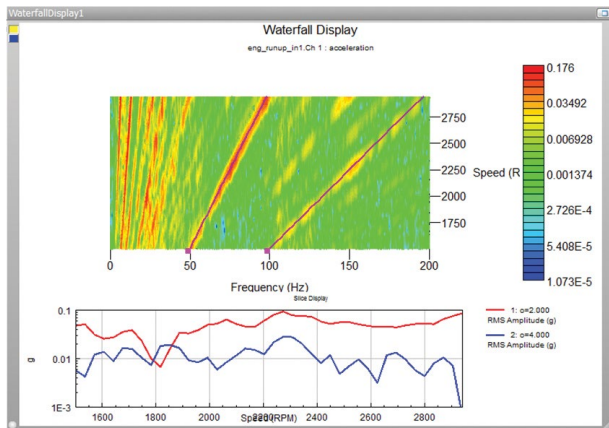 WaterfallDisplay1
Waterfall Display
eng_runup_in1.Ch 1 : acceleration
0.176
0.03492
0.006928
0.001374
2.726E-4
5.408E-5
1.073E-5
2750
2500
2250
2000
1750
Speed (R
0 50 100 150 200
Frequency (Hz)
Slice Display
0.1
0.01
1E-3
g
1600 1800 2000 2200 2400 2600 2800
Speed(RPM)
1: o=2.000
RMS Amplitude (g)
2: o=4.000
RMS Amplitude (g)